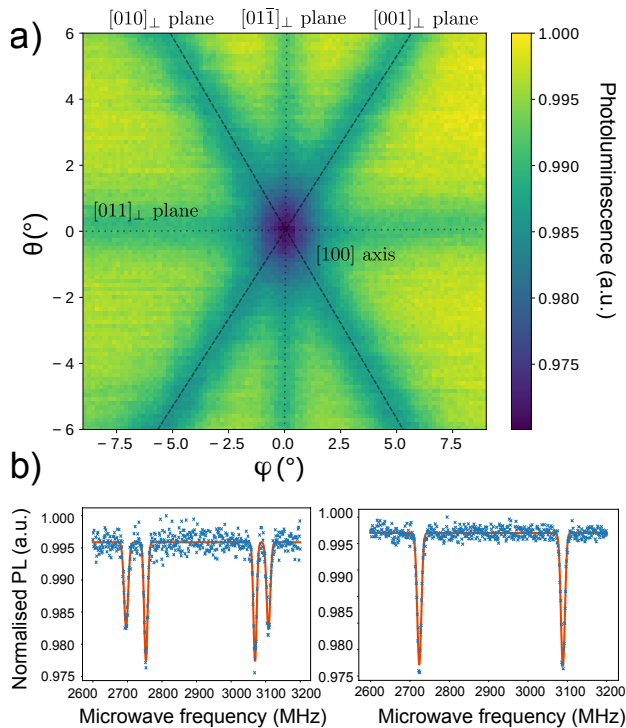 a)
[010]⊥ plane [011̄]⊥ plane [001]⊥ plane
6
4
2
0
− 2
− 4
− 6
θ(°)
[011]⊥ plane
[100] axis
− 7.5 − 5.0 − 2.5 0.0 2.5 5.0 7.5
φ(°)
1.000
0.995
0.990
0.985
0.980
0.975
Photoluminescence (a.u.)
b)
Normalised PL (a.u.)
1.000
0.995
0.990
0.985
0.980
0.975
2600 2700 2800 2900 3000 3100 3200
Microwave frequency (MHz)
1.000
0.995
0.990
0.985
0.980
0.975
2600 2700 2800 2900 3000 3100 3200
Microwave frequency (MHz)